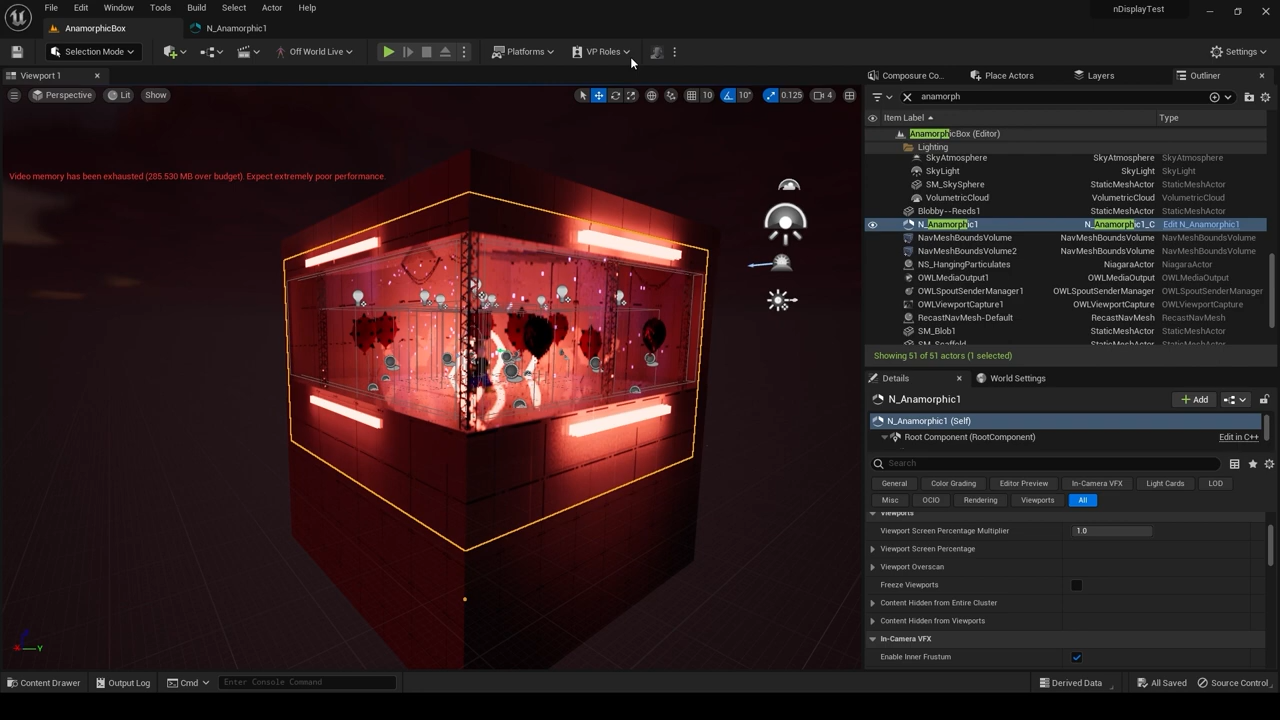 File Edit Window Tools Build Select Actor Help
nDisplayTest
AnamorphicBox N_Anamorphic1
Selection Mode Off World Live Platforms VP Roles Settings
Viewport 1
Perspective Lit Show 10 10° 0.125 4
Video memory has been exhausted (285.530 MB over budget). Expect extremely poor performance.
Composure Co... Place Actors Layers Outliner
anamorph
Item Label Type
AnamorphicBox (Editor)
Lighting
SkyAtmosphere SkyAtmosphere SkyAtmosphere
SkyLight SkyLight SkyLight
SM_SkySphere StaticMeshActor StaticMeshActor
VolumetricCloud VolumetricCloud VolumetricCloud
Blobby--Reeds1 StaticMeshActor StaticMeshActor
N_Anamorphic1 N_Anamorphic1_C Edit N_Anamorphic1
NavMeshBoundsVolume NavMeshBoundsVolume NavMeshBoundsVolume
NavMeshBoundsVolume2 NavMeshBoundsVolume NavMeshBoundsVolume
NS_HangingParticulates NiagaraActor NiagaraActor
OWLMediaOutput1 OWLMediaOutput OWLMediaOutput
OWLSpoutSenderManager1 OWLSpoutSenderManager OWLSpoutSenderManager
OWLViewportCapture1 OWLViewportCapture OWLViewportCapture
RecastNavMesh-Default RecastNavMesh RecastNavMesh
SM_Blob1 StaticMeshActor StaticMeshActor
SM_Scaffold StaticMeshActor StaticMeshActor
Showing 51 of 51 actors (1 selected)
Details World Settings
N_Anamorphic1 Add
N_Anamorphic1 (Self)
Root Component (RootComponent) Edit in C++
Search
General Color Grading Editor Preview In-Camera VFX Light Cards LOD
Misc OCIO Rendering Viewports All
Viewports
Viewport Screen Percentage Multiplier 1.0
Viewport Screen Percentage
Viewport Overscan
Freeze Viewports
Content Hidden from Entire Cluster
Content Hidden from Viewports
In-Camera VFX
Enable Inner Frustum
Content Drawer Output Log Cmd Enter Console Command Derived Data All Saved Source Control